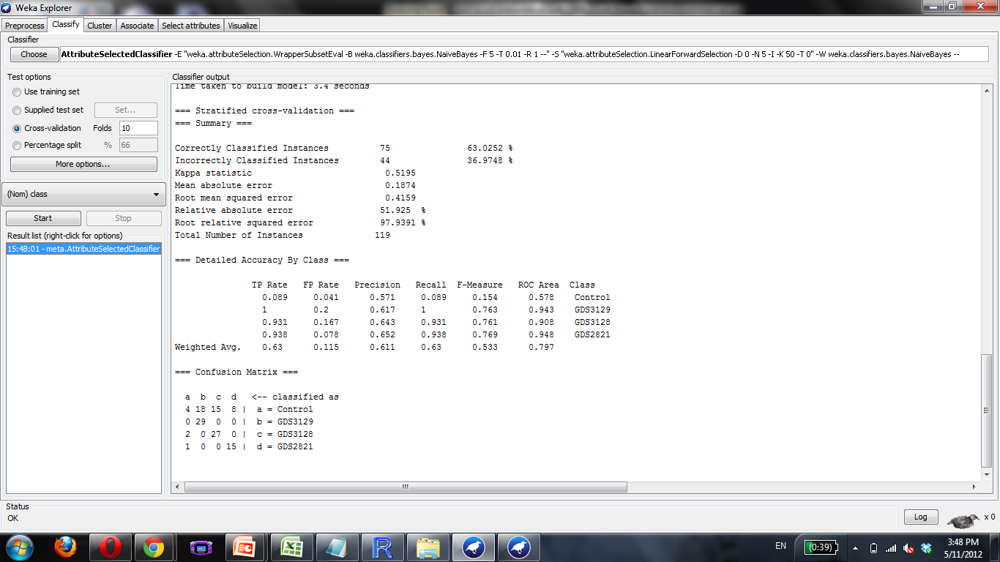 Weka Explorer
Preprocess Classify Cluster Associate Select attributes Visualize
Classifier
Choose AttributeSelectedClassifier -E "weka.attributeSelection.WrapperSubsetEval -B weka.classifiers.bayes.NaiveBayes -F 5 -T 0.01 -R 1 --" -S "weka.attributeSelection.LinearForwardSelection -D 0 -N 5 -I -K 50 -T 0" -W weka.classifiers.bayes.NaiveBayes --
Test options
Use training set
Supplied test set Set...
Cross-validation Folds 10
Percentage split % 66
More options...
(Nom) class
Start Stop
Result list (right-click for options)
15:48:01 - meta.AttributeSelectedClassifier
Classifier output
Time taken to build model: 3.4 seconds
=== Stratified cross-validation ===
=== Summary ===
Correctly Classified Instances 75 63.0252 %
Incorrectly Classified Instances 44 36.9748 %
Kappa statistic 0.5195
Mean absolute error 0.1874
Root mean squared error 0.4159
Relative absolute error 51.925 %
Root relative squared error 97.9391 %
Total Number of Instances 119
=== Detailed Accuracy By Class ===
TP Rate FP Rate Precision Recall F-Measure ROC Area Class
0.089 0.041 0.571 0.089 0.154 0.578 Control
1 0.2 0.617 1 0.763 0.943 GDS3129
0.931 0.167 0.643 0.931 0.761 0.908 GDS3128
0.938 0.078 0.652 0.938 0.769 0.948 GDS2821
Weighted Avg. 0.63 0.115 0.611 0.63 0.533 0.797
=== Confusion Matrix ===
a b c d <-- classified as
4 18 15 8 | a = Control
0 29 0 0 | b = GDS3129
2 0 27 0 | c = GDS3128
1 0 0 15 | d = GDS2821
Status
OK
Log x 0
EN (0:39) 3:48 PM
5/11/2012